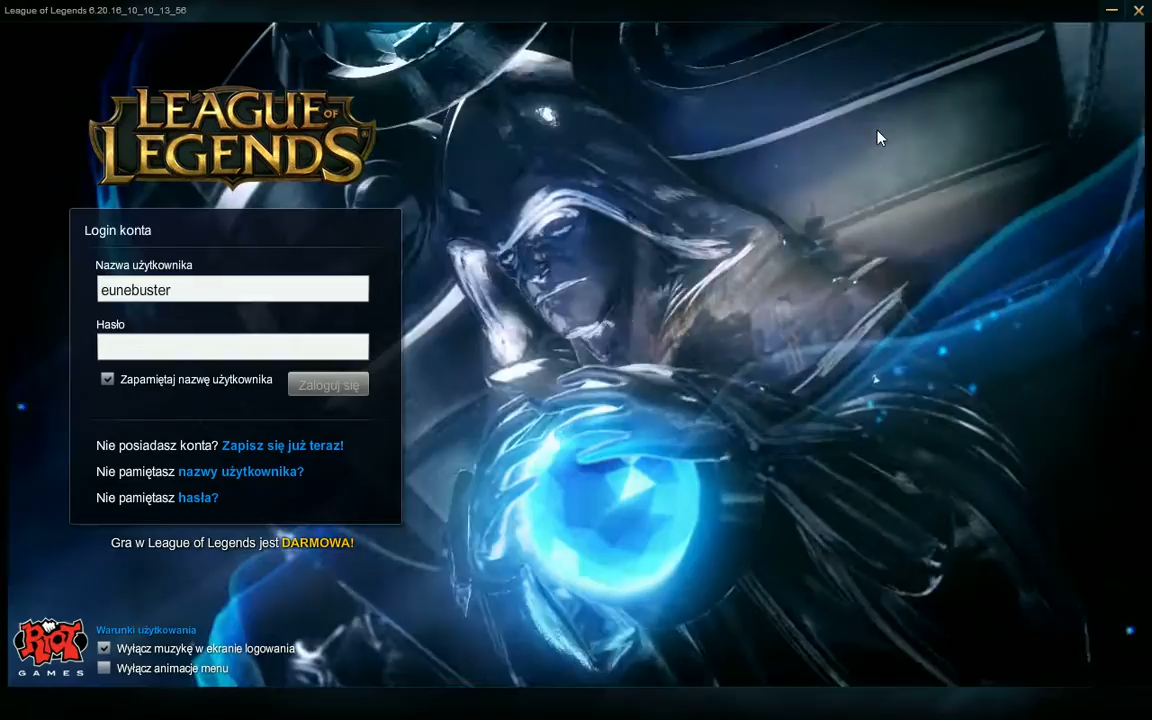 League of Legends 6.20.16_10_10_13_56
LEAGUE OF
LEGENDS
Login konta
Nazwa użytkownika
eunebuster
Hasło
Zapamiętaj nazwę użytkownika
Zaloguj się
Nie posiadasz konta? Zapisz się już teraz!
Nie pamiętasz nazwy użytkownika?
Nie pamiętasz hasła?
Gra w League of Legends jest DARMOWA!
RIOT
GAMES
Warunki użytkowania
Wyłącz muzykę w ekranie logowania
Wyłącz animacje menu